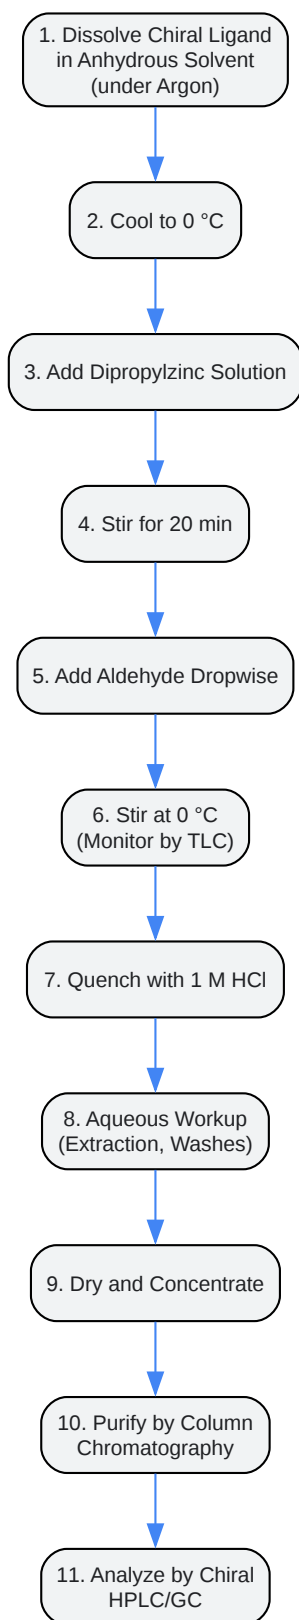 1. Dissolve Chiral Ligand
in Anhydrous Solvent
(under Argon)
2. Cool to 0 °C
3. Add Dipropylzinc Solution
4. Stir for 20 min
5. Add Aldehyde Dropwise
6. Stir at 0 °C
(Monitor by TLC)
7. Quench with 1 M HCl
8. Aqueous Workup
(Extraction, Washes)
9. Dry and Concentrate
10. Purify by Column
Chromatography
11. Analyze by Chiral
HPLC/GC